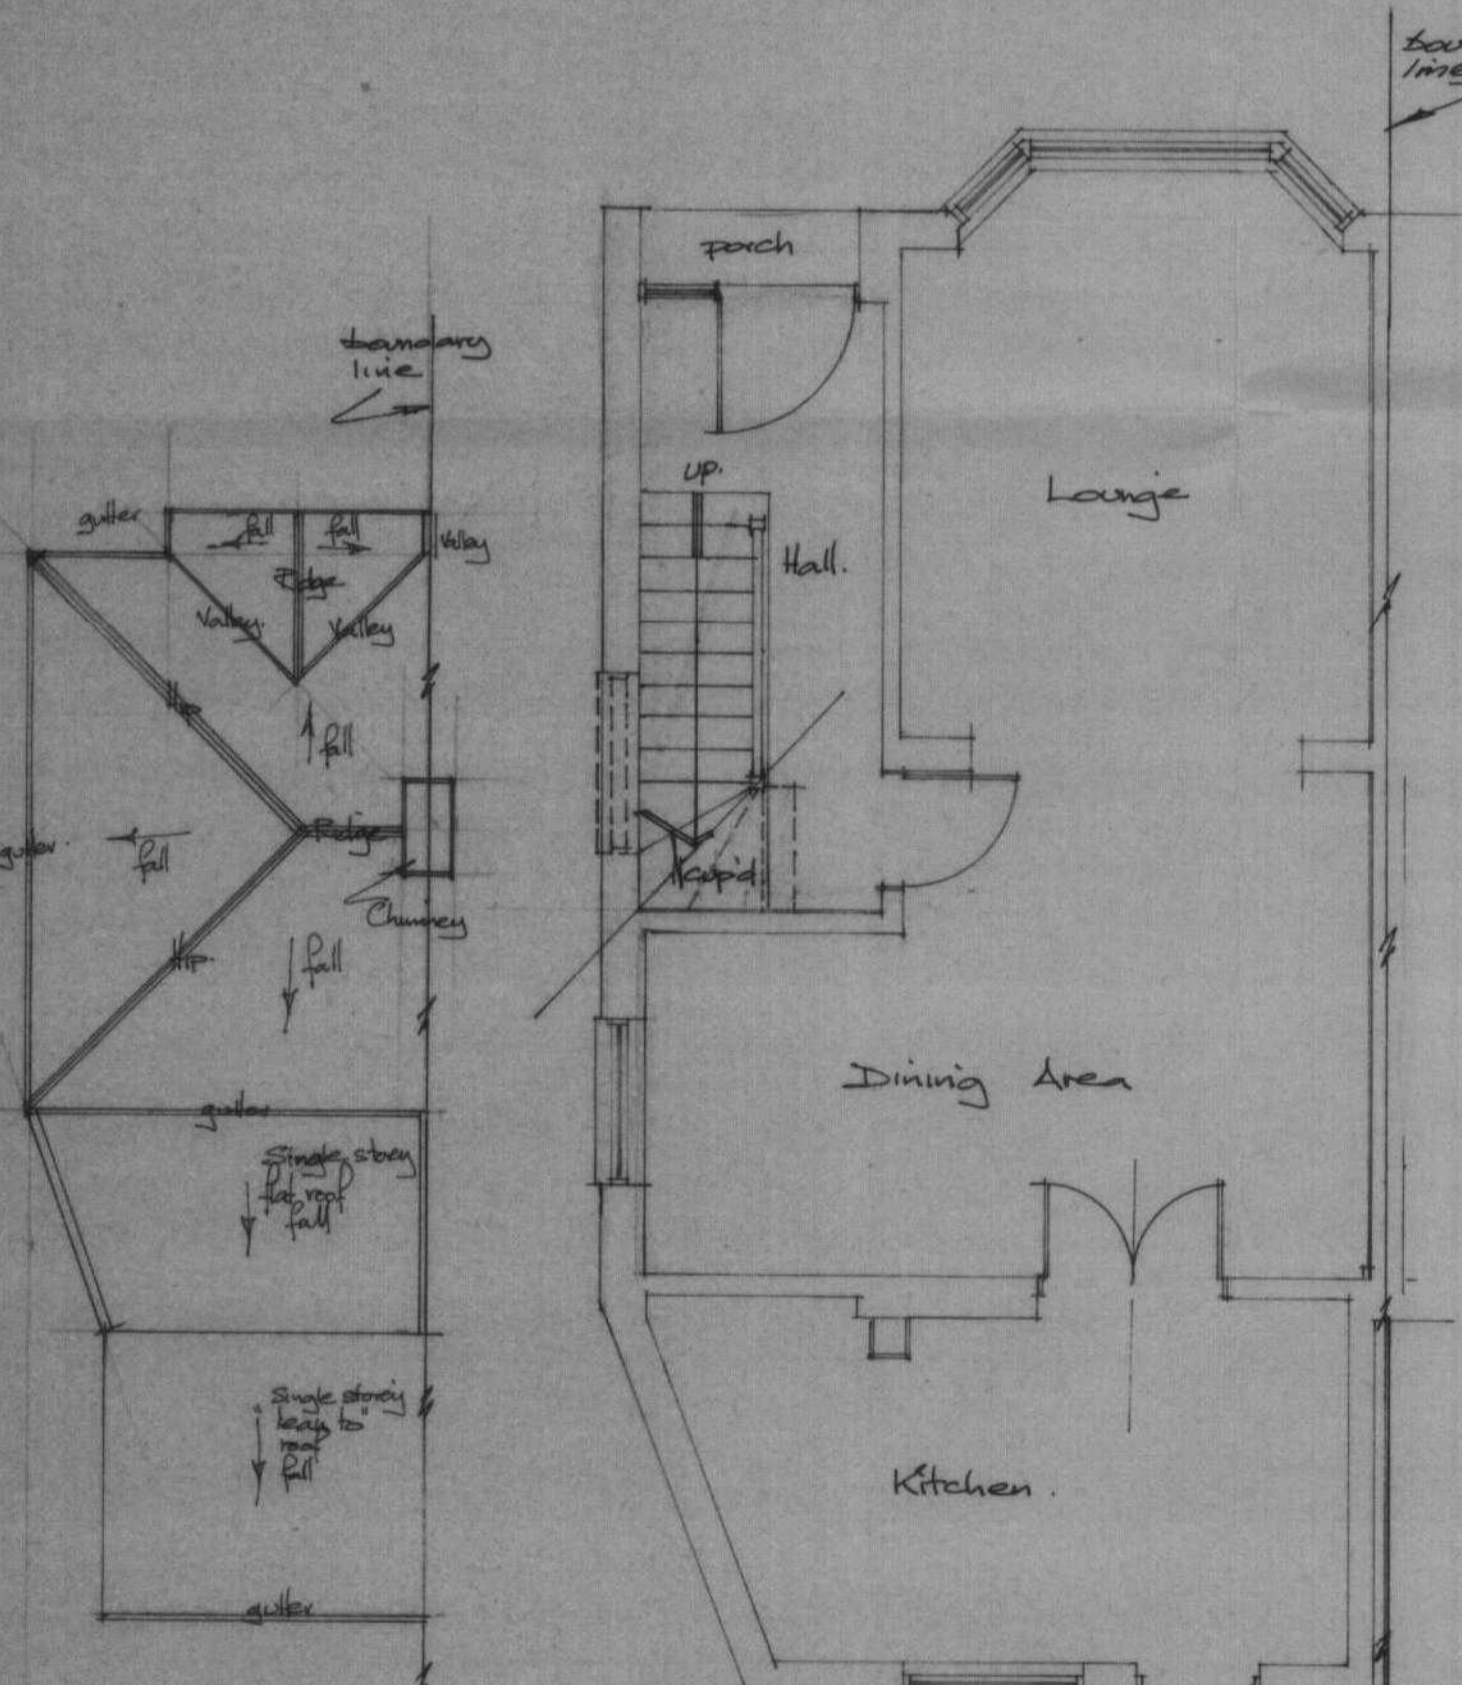 boundary
line
gutter
fall
fall
Valley
Ridge
Valley.
Valley
Hip
fall
gutter.
fall
Ridge
Chimney
Hip.
fall
gutter
Single storey
flat roof
fall
Single storey
"lean to"
roof
fall
gutter
line
porch
up.
Hall.
Lounge
cup'd
Dining Area
Kitchen.